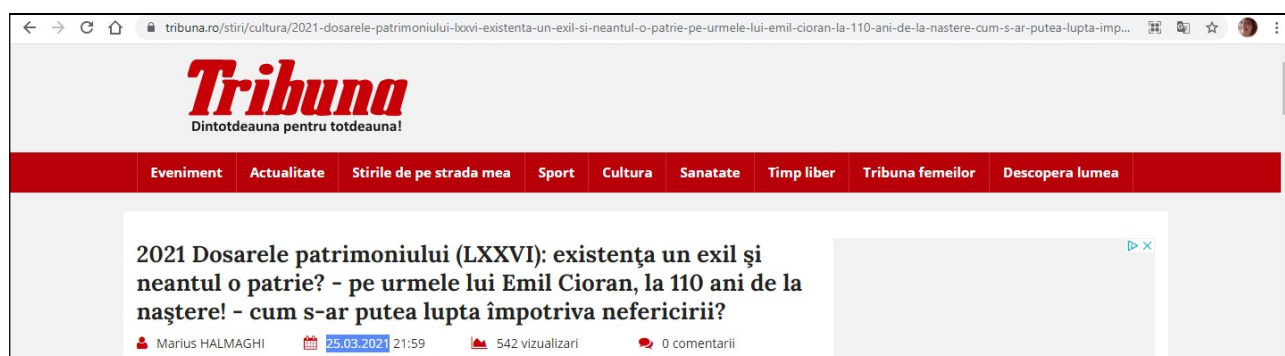 tribuna.ro/stiri/cultura/2021-dosarele-patrimoniului-lxxvi-existenta-un-exil-si-neantul-o-patrie-pe-urmele-lui-emil-cioran-la-110-ani-de-la-nastere-cum-s-ar-putea-lupta-imp...
Tribuna
Dintotdeauna pentru totdeauna!
Eveniment Actualitate Stirile de pe strada mea Sport Cultura Sanatate Timp liber Tribuna femeilor Descopera lumea
2021 Dosarele patrimoniului (LXXVI): existenţa un exil şi
neantul o patrie? - pe urmele lui Emil Cioran, la 110 ani de la
naştere! - cum s-ar putea lupta împotriva nefericirii?
Marius HALMAGHI 25.03.2021 21:59 542 vizualizari 0 comentarii